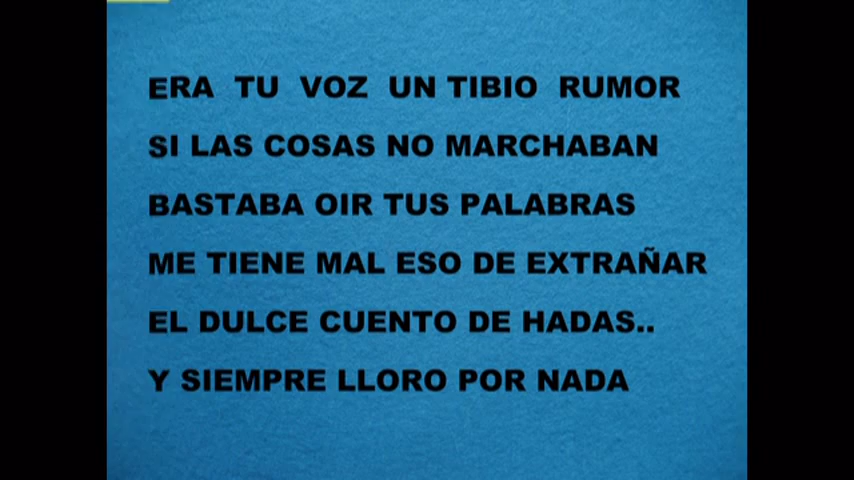 ERA TU VOZ UN TIBIO RUMOR
SI LAS COSAS NO MARCHABAN
BASTABA OIR TUS PALABRAS
ME TIENE MAL ESO DE EXTRAÑAR
EL DULCE CUENTO DE HADAS..
Y SIEMPRE LLORO POR NADA